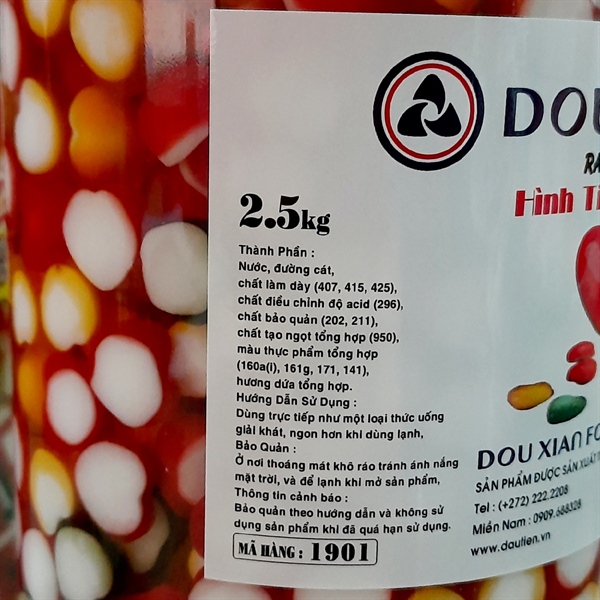 DOU
RA
Hình Ti
2.5kg
Thành Phần :
Nước, đường cát,
chất làm dày (407, 415, 425),
chất điều chỉnh độ acid (296),
chất bảo quản (202, 211),
chất tạo ngọt tổng hợp (950),
màu thực phẩm tổng hợp
(160a(i), 161g, 171, 141),
hương dứa tổng hợp.
Hướng Dẫn Sử Dụng :
Dùng trực tiếp như một loại thức uống
giải khát, ngon hơn khi dùng lạnh,
Bảo Quản :
Ở nơi thoáng mát khô ráo tránh ánh nắng
mặt trời, và để lạnh khi mở sản phẩm,
Thông tin cảnh báo :
Bảo quản theo hướng dẫn và không sử
dụng sản phẩm khi đã quá hạn sử dụng.
MÃ HÀNG : 1901
DOU XIAN FO
SẢN PHẨM ĐƯỢC SẢN XUẤT
Tel : (+272) 222.2208
Miền Nam : 0909.688328
www.dautien.vn